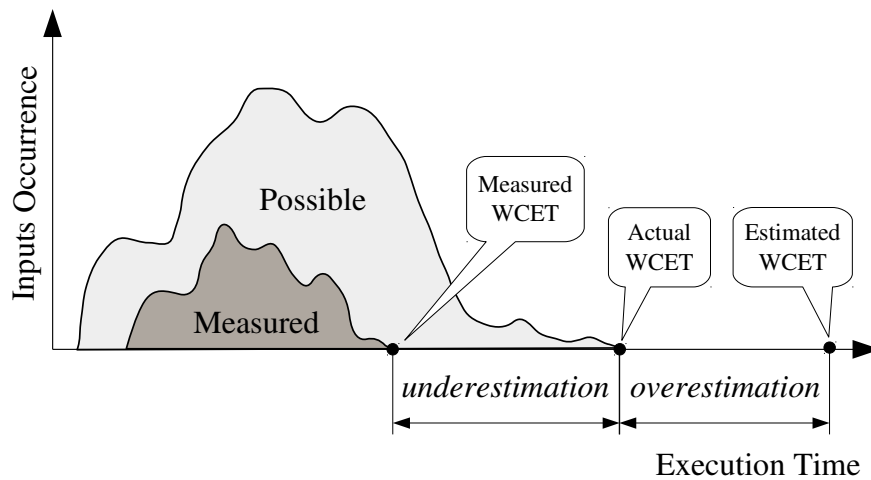 Inputs Occurrence
Possible
Measured
Measured
WCET
Actual
WCET
Estimated
WCET
underestimation
overestimation
Execution Time